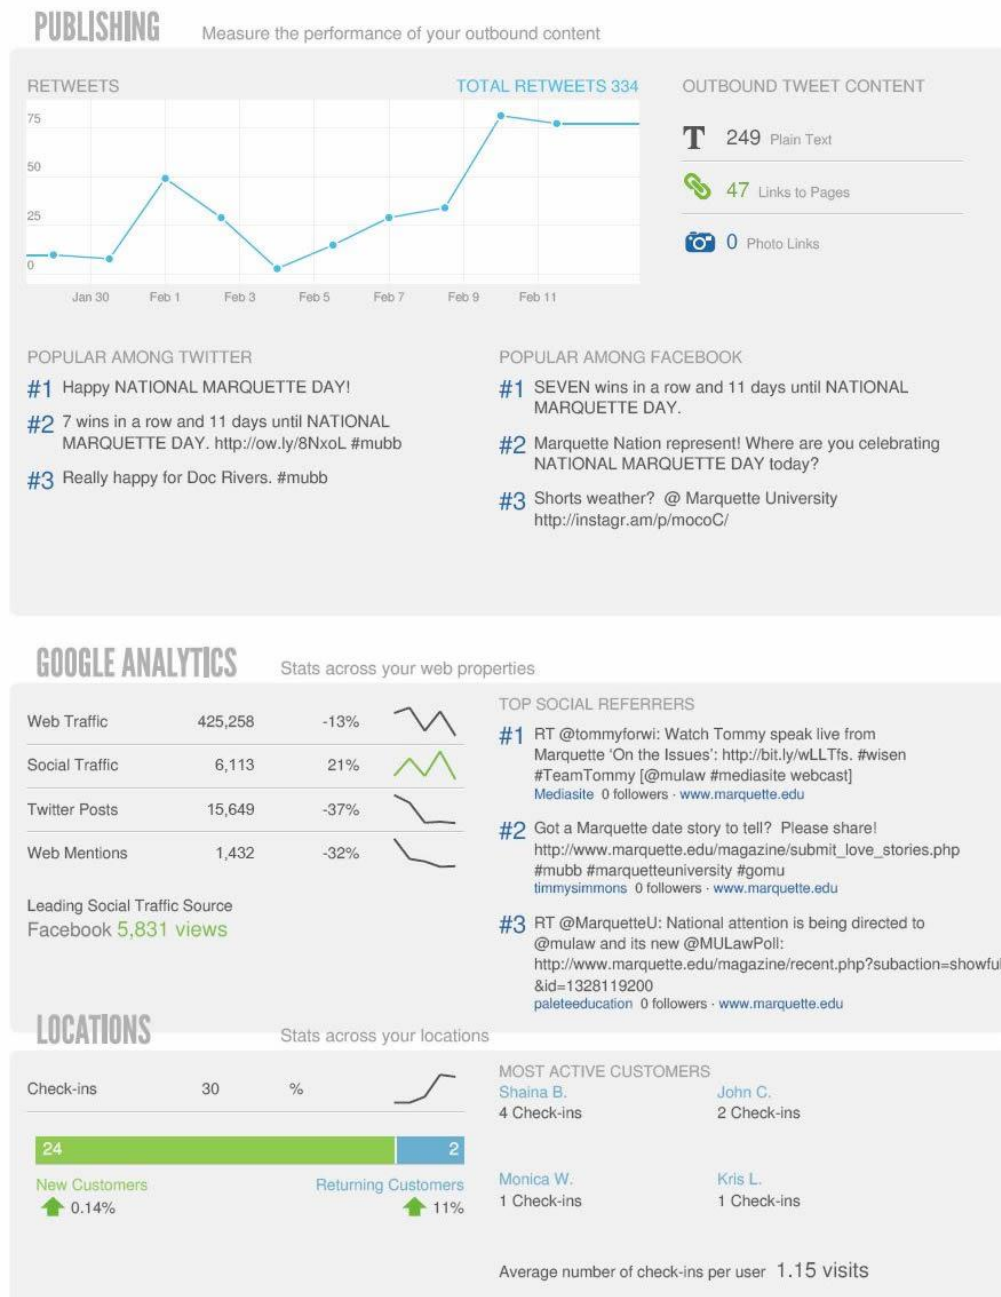 PUBLISHING
Measure the performance of your outbound content
RETWEETS
TOTAL RETWEETS 334
75
50
25
0
Jan 30
Feb 1
Feb 3
Feb 5
Feb 7
Feb 9
Feb 11
OUTBOUND TWEET CONTENT
T 249 Plain Text
47 Links to Pages
0 Photo Links
POPULAR AMONG TWITTER
#1 Happy NATIONAL MARQUETTE DAY!
#2 7 wins in a row and 11 days until NATIONAL
MARQUETTE DAY. http://ow.ly/8NxoL #mubb
#3 Really happy for Doc Rivers. #mubb
POPULAR AMONG FACEBOOK
#1 SEVEN wins in a row and 11 days until NATIONAL
MARQUETTE DAY.
#2 Marquette Nation represent! Where are you celebrating
NATIONAL MARQUETTE DAY today?
#3 Shorts weather? @ Marquette University
http://instagr.am/p/mocoC/
GOOGLE ANALYTICS
Stats across your web properties
Web Traffic 425,258 -13%
Social Traffic 6,113 21%
Twitter Posts 15,649 -37%
Web Mentions 1,432 -32%
Leading Social Traffic Source
Facebook 5,831 views
TOP SOCIAL REFERRERS
#1 RT @tommyforwi: Watch Tommy speak live from
Marquette 'On the Issues': http://bit.ly/wLLTfs. #wisen
#TeamTommy [@mulaw #mediasite webcast]
Mediasite 0 followers · www.marquette.edu
#2 Got a Marquette date story to tell? Please share!
http://www.marquette.edu/magazine/submit_love_stories.php
#mubb #marquetteuniversity #gomu
timmysimmons 0 followers · www.marquette.edu
#3 RT @MarquetteU: National attention is being directed to
@mulaw and its new @MULawPoll:
http://www.marquette.edu/magazine/recent.php?subaction=showful
&id=1328119200
paleteeducation 0 followers · www.marquette.edu
LOCATIONS
Stats across your locations
Check-ins 30 %
24
2
New Customers
0.14%
Returning Customers
11%
MOST ACTIVE CUSTOMERS
Shaina B.
4 Check-ins
John C.
2 Check-ins
Monica W.
1 Check-ins
Kris L.
1 Check-ins
Average number of check-ins per user 1.15 visits